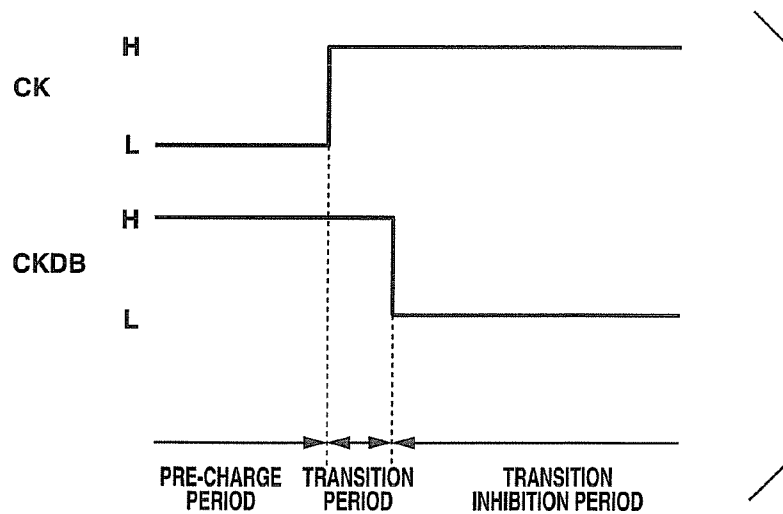 H
CK
L
H
CKDB
L
PRE-CHARGE PERIOD
TRANSITION PERIOD
TRANSITION INHIBITION PERIOD